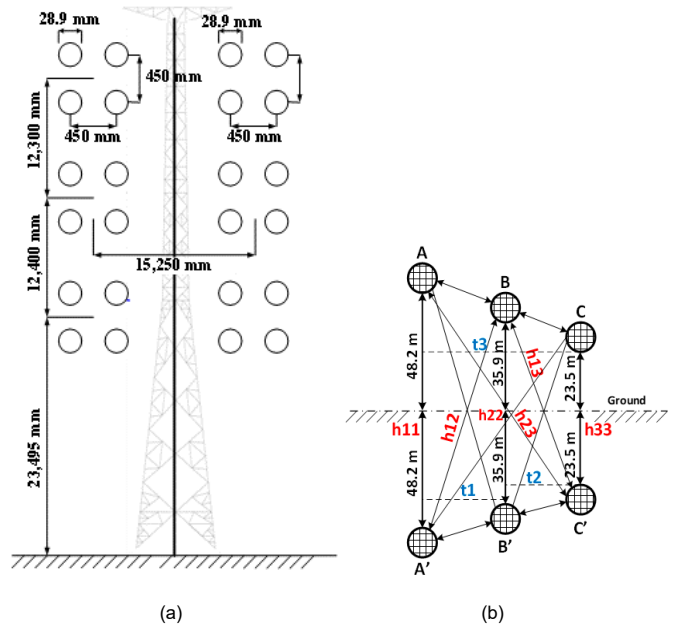 28.9 mm
28.9 mm
450 mm
450 mm
450 mm
12,300 mm
12,400 mm
15,250 mm
23,495 mm
A
B
C
t3
h13
48.2 m
35.9 m
23.5 m
Ground
h11
h12
h22
h23
h33
48.2 m
35.9 m
23.5 m
t1
t2
A'
B'
C'
(a)
(b)